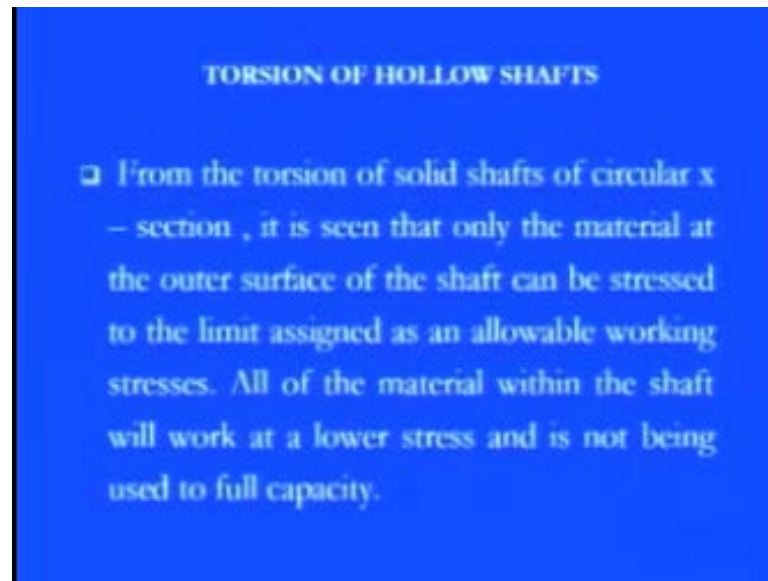 TORSION OF HOLLOW SHAFTS
❑ From the torsion of solid shafts of circular x
– section , it is seen that only the material at
the outer surface of the shaft can be stressed
to the limit assigned as an allowable working
stresses. All of the material within the shaft
will work at a lower stress and is not being
used to full capacity.